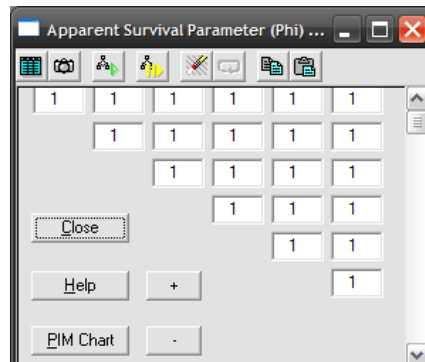 Apparent Survival Parameter (Phi) ...
1 1 1 1 1 1
1 1 1 1 1
1 1 1 1
1 1 1
Close
1 1
Help + 1
PIM Chart -